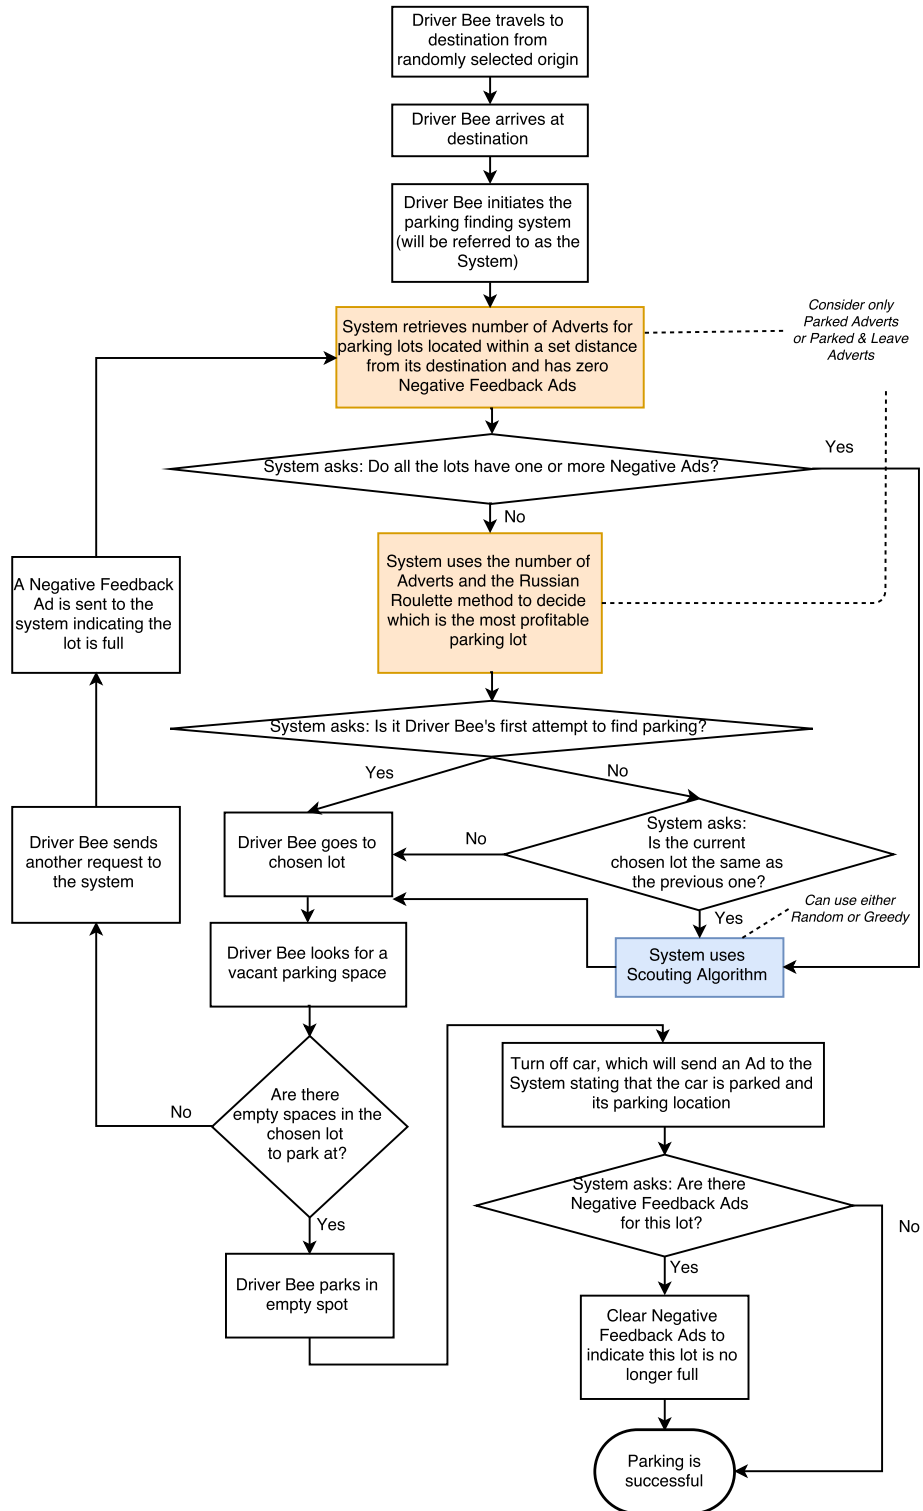 Driver Bee travels to
destination from
randomly selected origin
Driver Bee arrives at
destination
Driver Bee initiates the
parking finding system
(will be referred to as the
System)
System retrieves number of Adverts for
parking lots located within a set distance
from its destination and has zero
Negative Feedback Ads
Consider only
Parked Adverts
or Parked & Leave
Adverts
System asks: Do all the lots have one or more Negative Ads?
Yes
No
System uses the number of
Adverts and the Russian
Roulette method to decide
which is the most profitable
parking lot
A Negative Feedback
Ad is sent to the
system indicating the
lot is full
System asks: Is it Driver Bee's first attempt to find parking?
Yes
No
Driver Bee goes to
chosen lot
No
System asks:
Is the current
chosen lot the same as
the previous one?
Driver Bee sends
another request to
the system
Yes
Can use either
Random or Greedy
System uses
Scouting Algorithm
Driver Bee looks for a
vacant parking space
Are there
empty spaces in the
chosen lot
to park at?
No
Yes
Driver Bee parks in
empty spot
Turn off car, which will send an Ad to the
System stating that the car is parked and
its parking location
System asks: Are there
Negative Feedback Ads
for this lot?
No
Yes
Clear Negative
Feedback Ads to
indicate this lot is no
longer full
Parking is
successful